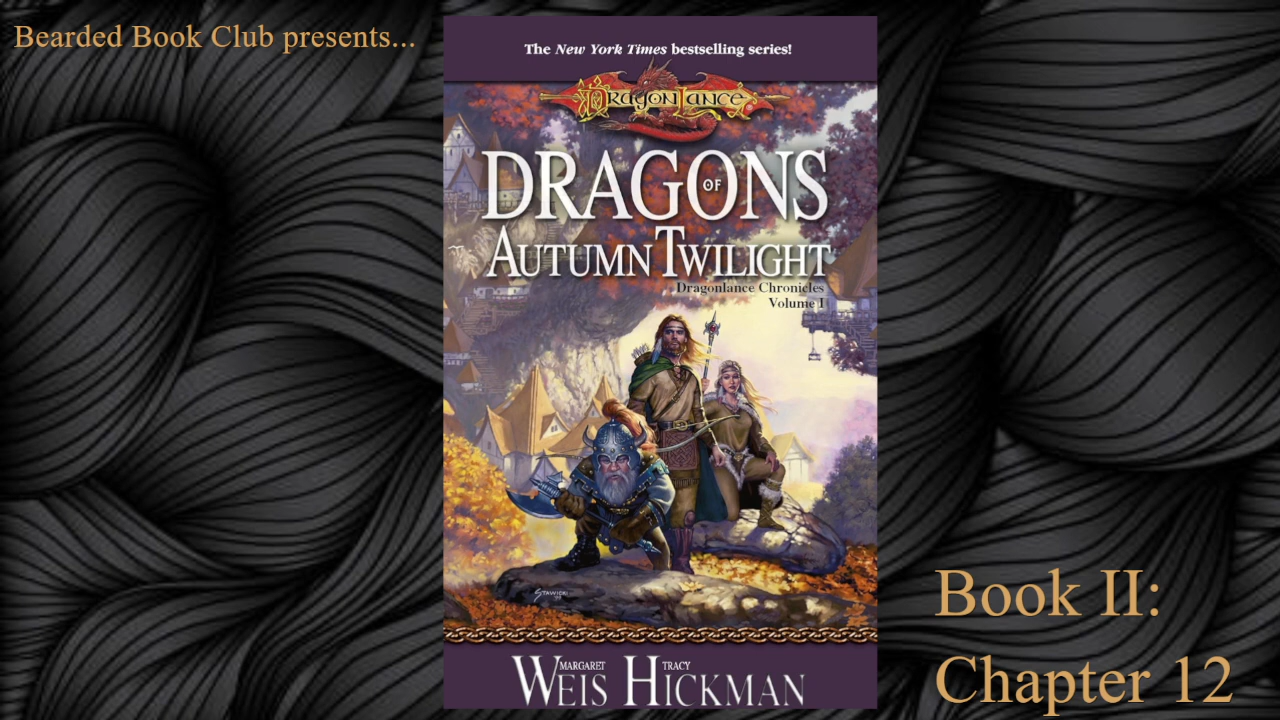 Bearded Book Club presents...
The New York Times bestselling series!
DRAGONLANCE
DRAGONS
OF
AUTUMN TWILIGHT
Dragonlance Chronicles
Volume I
STAWICKI
MARGARET WEIS TRACY HICKMAN
Book II:
Chapter 12